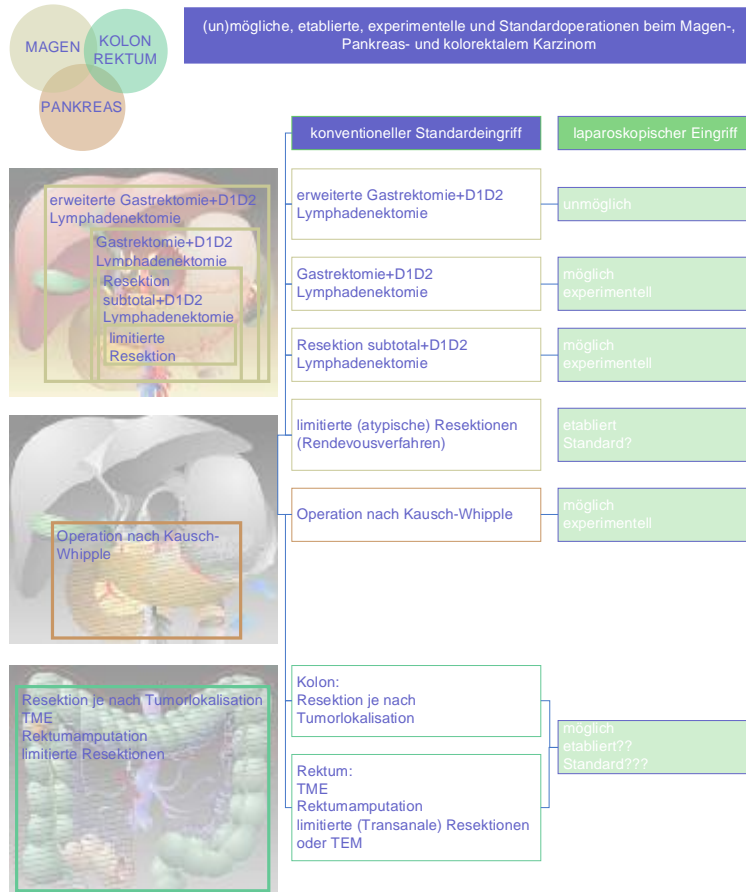 (un)mögliche, etablierte, experimentelle und Standardoperationen beim Magen-,
Pankreas- und kolorektalem Karzinom
MAGEN
KOLON
REKTUM
PANKREAS
konventioneller Standardeingriff
laparoskopischer Eingriff
erweiterte Gastrektomie+D1D2
Lymphadenektomie
Gastrektomie+D1D2
Lymphadenektomie
Resektion
subtotal+D1D2
Lymphadenektomie
limitierte
Resektion
erweiterte Gastrektomie+D1D2
Lymphadenektomie
unmöglich
Gastrektomie+D1D2
Lymphadenektomie
möglich
experimentell
Resektion subtotal+D1D2
Lymphadenektomie
möglich
experimentell
limitierte (atypische) Resektionen
(Rendevousverfahren)
etabliert
Standard?
Operation nach Kausch-
Whipple
Operation nach Kausch-Whipple
möglich
experimentell
Resektion je nach Tumorlokalisation
TME
Rektumamputation
limitierte Resektionen
Kolon:
Resektion je nach
Tumorlokalisation
Rektum:
TME
Rektumamputation
limitierte (Transanale) Resektionen
oder TEM
möglich
etabliert??
Standard???